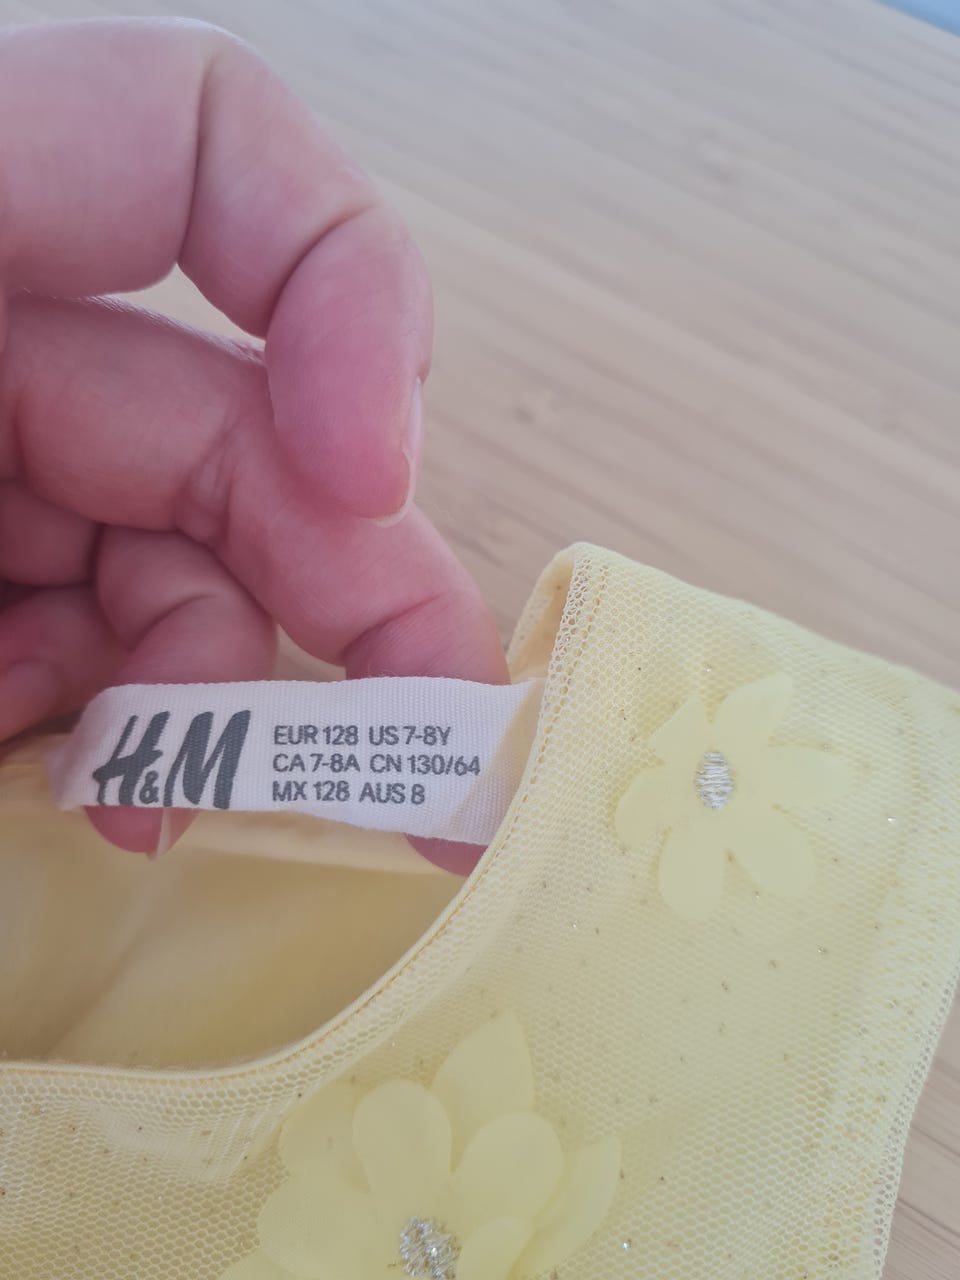 H&M
EUR 128 US 7-8Y
CA 7-8A CN 130/64
MX 128 AUS 8